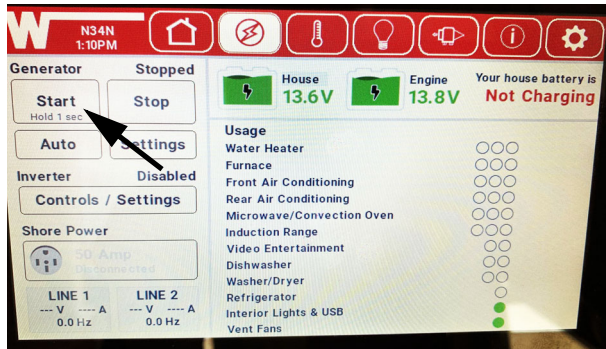 W
N34N
1:10PM
Generator Stopped
Start
Hold 1 sec
Stop
Auto
Settings
Inverter Disabled
Controls / Settings
Shore Power
50 Amp
Disconnected
LINE 1
--- V ---- A
0.0 Hz
LINE 2
--- V ---- A
0.0 Hz
House
13.6V
Engine
13.8V
Your house battery is
Not Charging
Usage
Water Heater
Furnace
Front Air Conditioning
Rear Air Conditioning
Microwave/Convection Oven
Induction Range
Video Entertainment
Dishwasher
Washer/Dryer
Refrigerator
Interior Lights & USB
Vent Fans